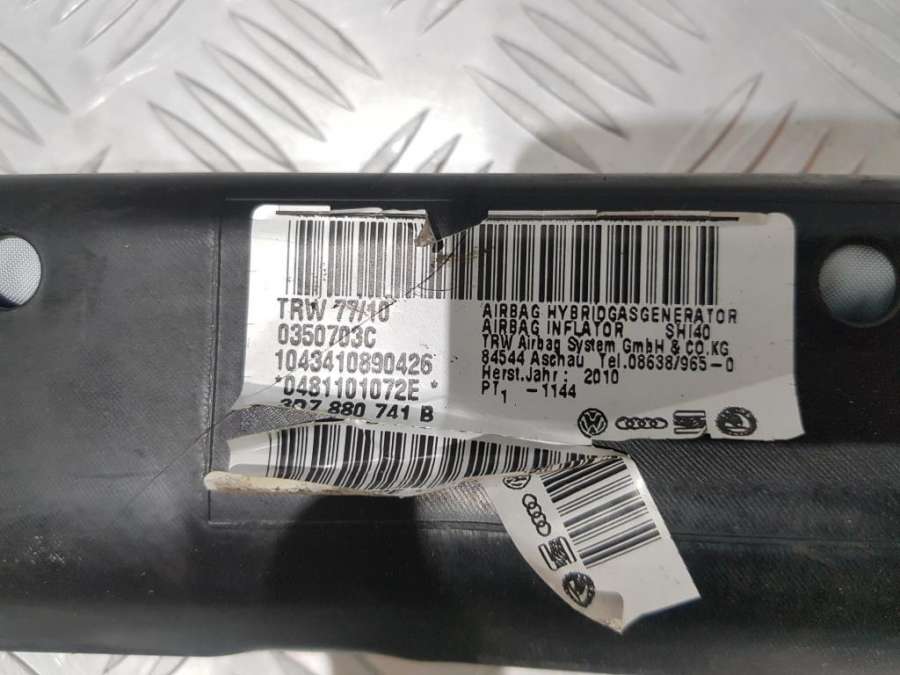 TRW 77/10
0350703C
1043410890426
*0481101072E*
3D7 880 741 B
AIRBAG HYBRIDGASGENERATOR
AIRBAG INFLATOR SHI40
TRW Airbag System GmbH & CO.KG
84544 Aschau Tel.08638/965-0
Herst.Jahr: 2010
PT1 -1144